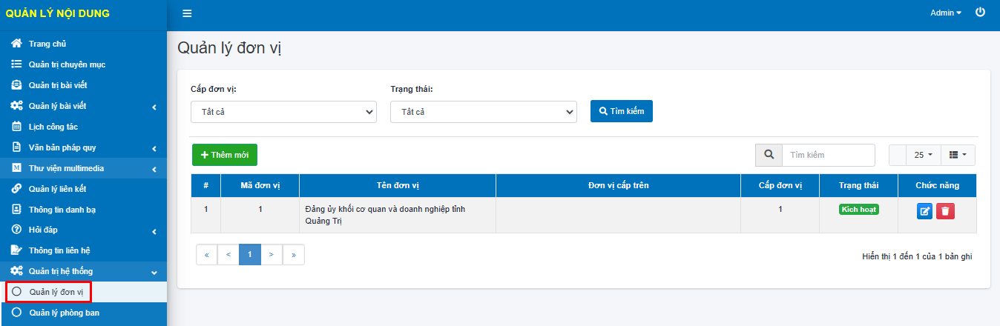 QUẢN LÝ NỘI DUNG
Admin
Trang chủ
Quản trị chuyên mục
Quản trị bài viết
Quản lý bài viết
Lịch công tác
Văn bản pháp quy
M Thư viện multimedia
Quản lý liên kết
Thông tin danh bạ
Hỏi đáp
Thông tin liên hệ
Quản trị hệ thống
Quản lý đơn vị
Quản lý phòng ban
Quản lý đơn vị
Cấp đơn vị: Trạng thái:
Tất cả Tất cả Tìm kiếm
+ Thêm mới Tìm kiếm 25
# Mã đơn vị Tên đơn vị Đơn vị cấp trên Cấp đơn vị Trạng thái Chức năng
1 1 Đảng ủy khối cơ quan và doanh nghiệp tỉnh 1 Kích hoạt
Quảng Trị
« < 1 > »
Hiển thị 1 đến 1 của 1 bản ghi